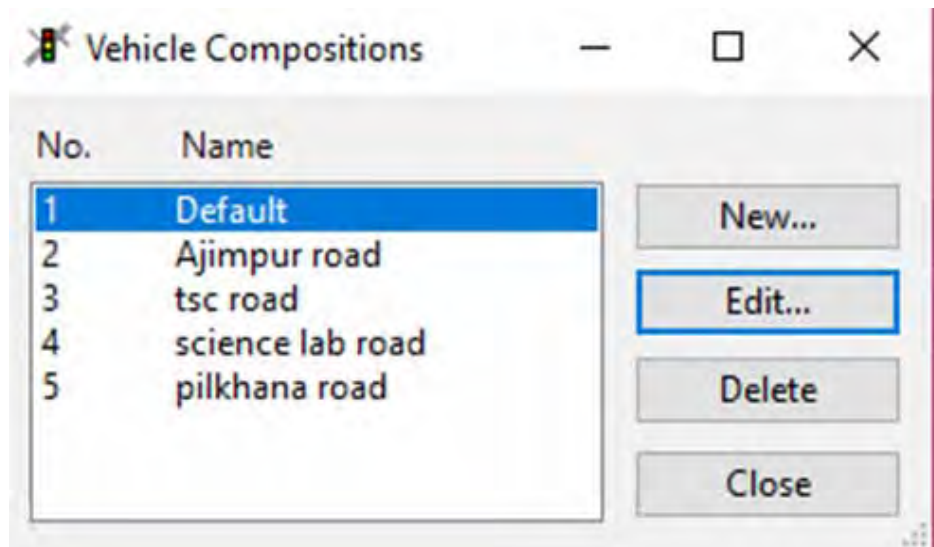 Vehicle Compositions
No. Name
1 Default
2 Ajimpur road
3 tsc road
4 science lab road
5 pilkhana road
New...
Edit...
Delete
Close